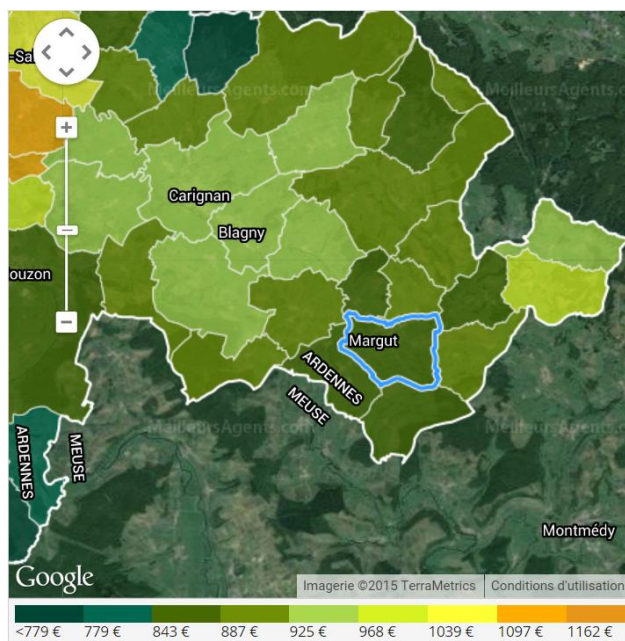 -Sa
MeilleursAgents.com
Carignan
Blagny
ouzon
Margut
ARDENNES
MEUSE
MeilleursAgents.com
MeilleursAgents.com
ARDENNES
MEUSE
Montmédy
Google
Imagerie ©2015 TerraMetrics
Conditions d'utilisation
<779 € 779 € 843 € 887 € 925 € 968 € 1039 € 1097 € 1162 €